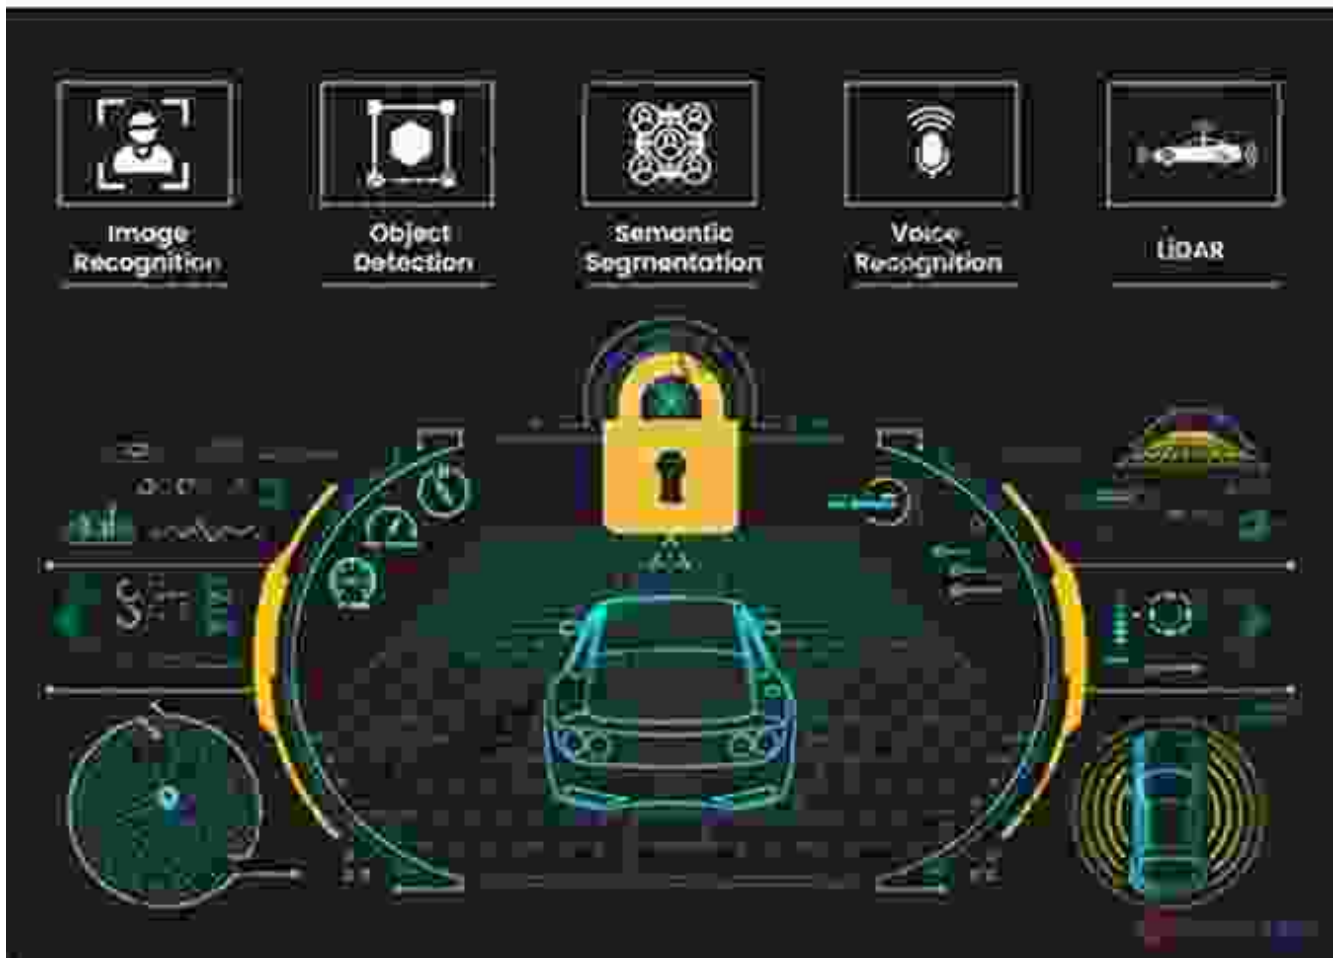 Image
Recognition
Object
Detection
Semantic
Segmentation
Voice
Recognition
LiDAR